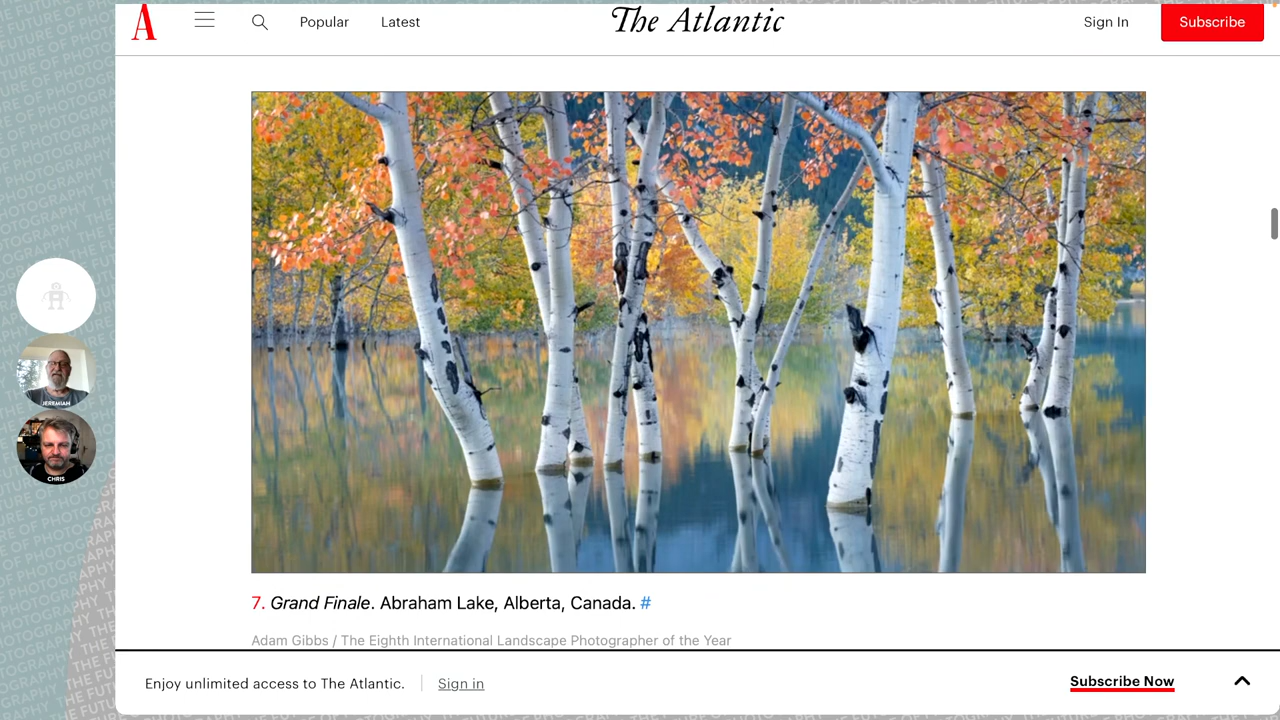 A
Popular
Latest
The Atlantic
Sign In
Subscribe
JEREMIAH
CHRIS
7. Grand Finale. Abraham Lake, Alberta, Canada. #
Adam Gibbs / The Eighth International Landscape Photographer of the Year
Enjoy unlimited access to The Atlantic.
Sign in
Subscribe Now